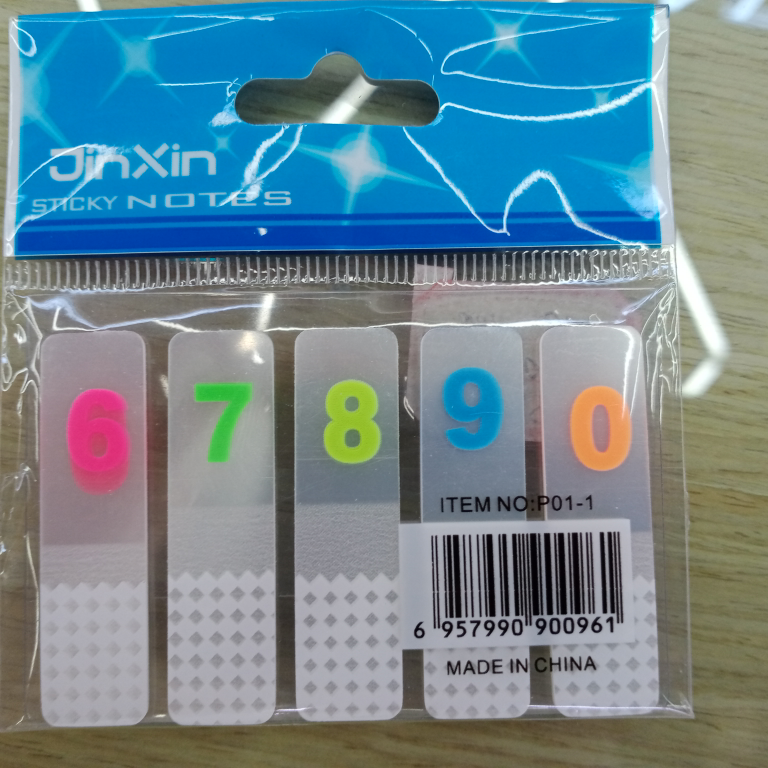 JinXin
STICKY NOTES
6 7 8 9 0
ITEM NO:P01-1
6 957990 900961
MADE IN CHINA